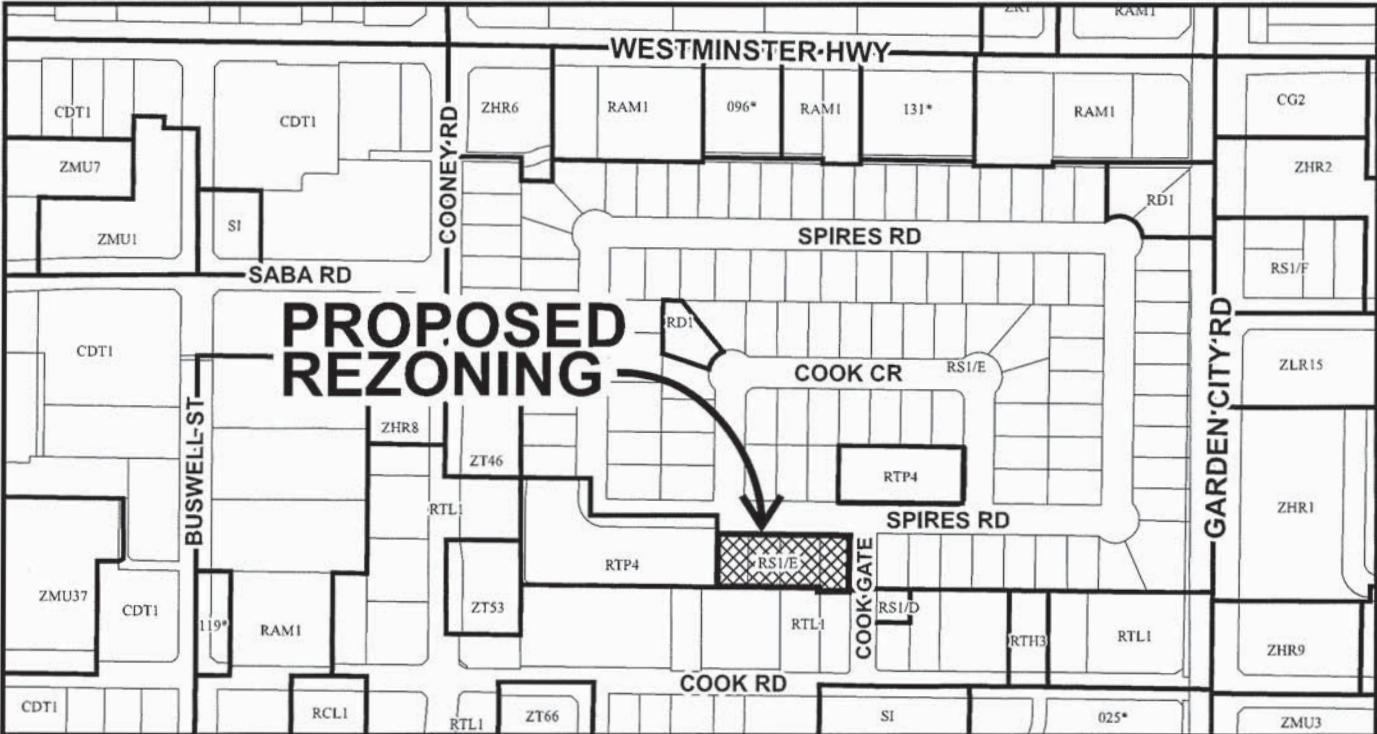 ZR1
RAM1
WESTMINSTER HWY
CDT1
CDT1
ZHR6
RAM1
096*
RAM1
131*
RAM1
CG2
ZMU7
COONEY RD
ZHR2
RD1
ZMU1
SI
SPIRES RD
SABA RD
RS1/F
PROPOSED
REZONING
RD1
CDT1
COOK CR
RS1/E
GARDEN CITY RD
ZLR15
BUSWELL ST
ZHR8
ZT46
RTP4
RTL1
SPIRES RD
ZHR1
RTP4
RS1/E
COOK GATE
ZMU37
CDT1
119*
RAM1
ZT53
RTL1
RS1/D
RTH3
RTL1
ZHR9
COOK RD
CDT1
RCL1
RTL1
ZT66
SI
025*
ZMU3